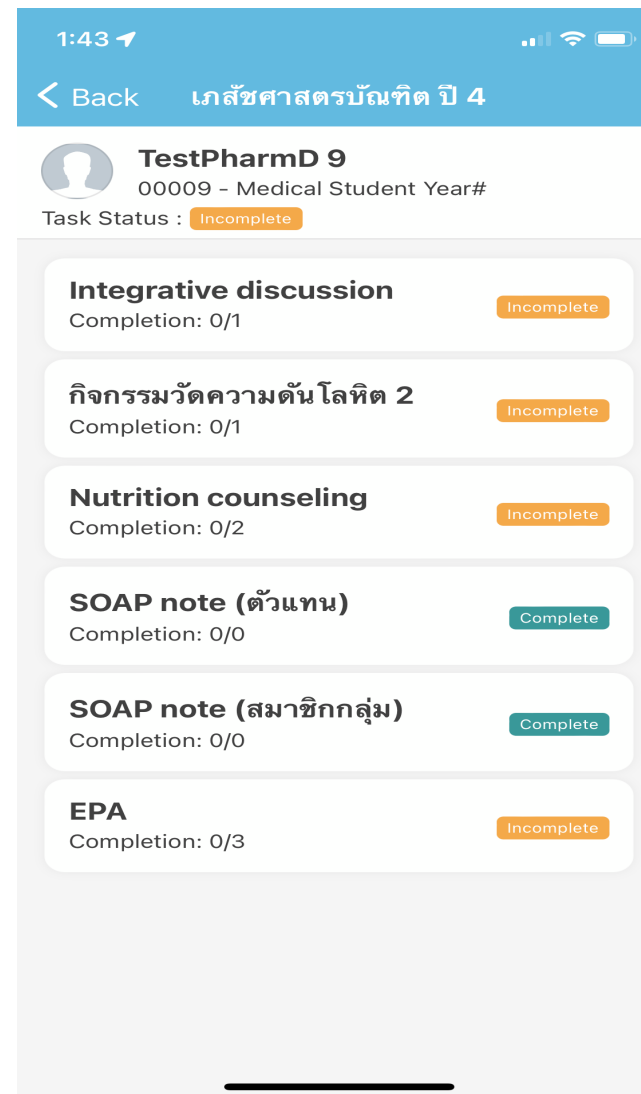 1:43
Back เภสัชศาสตรบัณฑิต ปี 4
TestPharmD 9
00009 - Medical Student Year#
Task Status : Incomplete
Integrative discussion
Completion: 0/1
Incomplete
กิจกรรมวัดความดันโลหิต 2
Completion: 0/1
Incomplete
Nutrition counseling
Completion: 0/2
Incomplete
SOAP note (ตัวแทน)
Completion: 0/0
Complete
SOAP note (สมาชิกกลุ่ม)
Completion: 0/0
Complete
EPA
Completion: 0/3
Incomplete